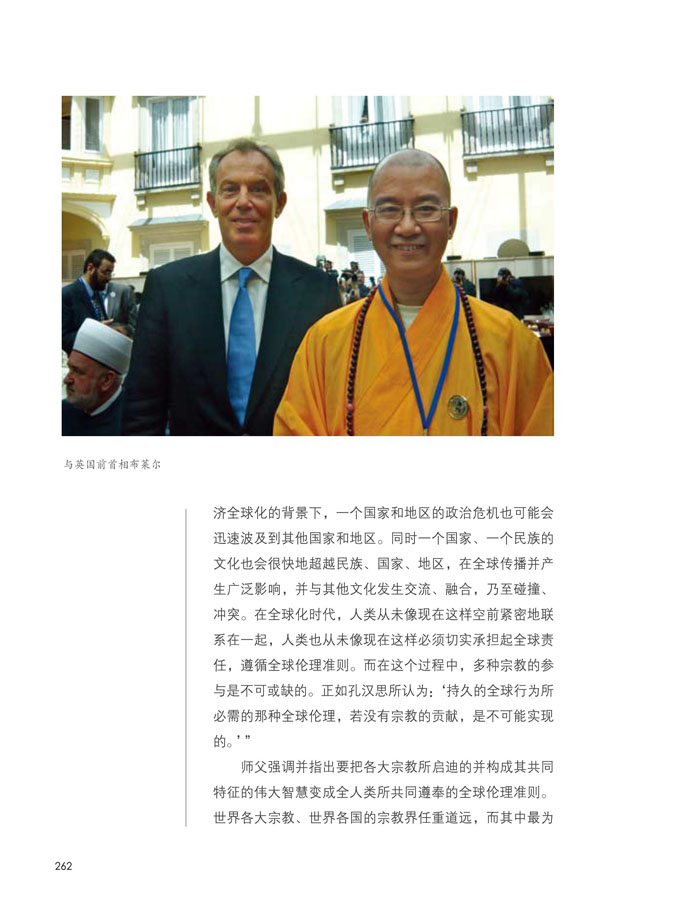 与英国前首相布莱尔
济全球化的背景下，一个国家和地区的政治危机也可能会
迅速波及到其他国家和地区。同时一个国家、一个民族的
文化也会很快地超越民族、国家、地区，在全球传播并产
生广泛影响，并与其他文化发生交流、融合，乃至碰撞、
冲突。在全球化时代，人类从未像现在这样空前紧密地联
系在一起，人类也从未像现在这样必须切实承担起全球责
任，遵循全球伦理准则。而在这个过程中，多种宗教的参
与是不可或缺的。正如孔汉思所认为：‘持久的全球行为所
必需的那种全球伦理，若没有宗教的贡献，是不可能实现
的。’”
师父强调并指出要把各大宗教所启迪的并构成其共同
特征的伟大智慧变成全人类所共同遵奉的全球伦理准则。
世界各大宗教、世界各国的宗教界任重道远，而其中最为
262